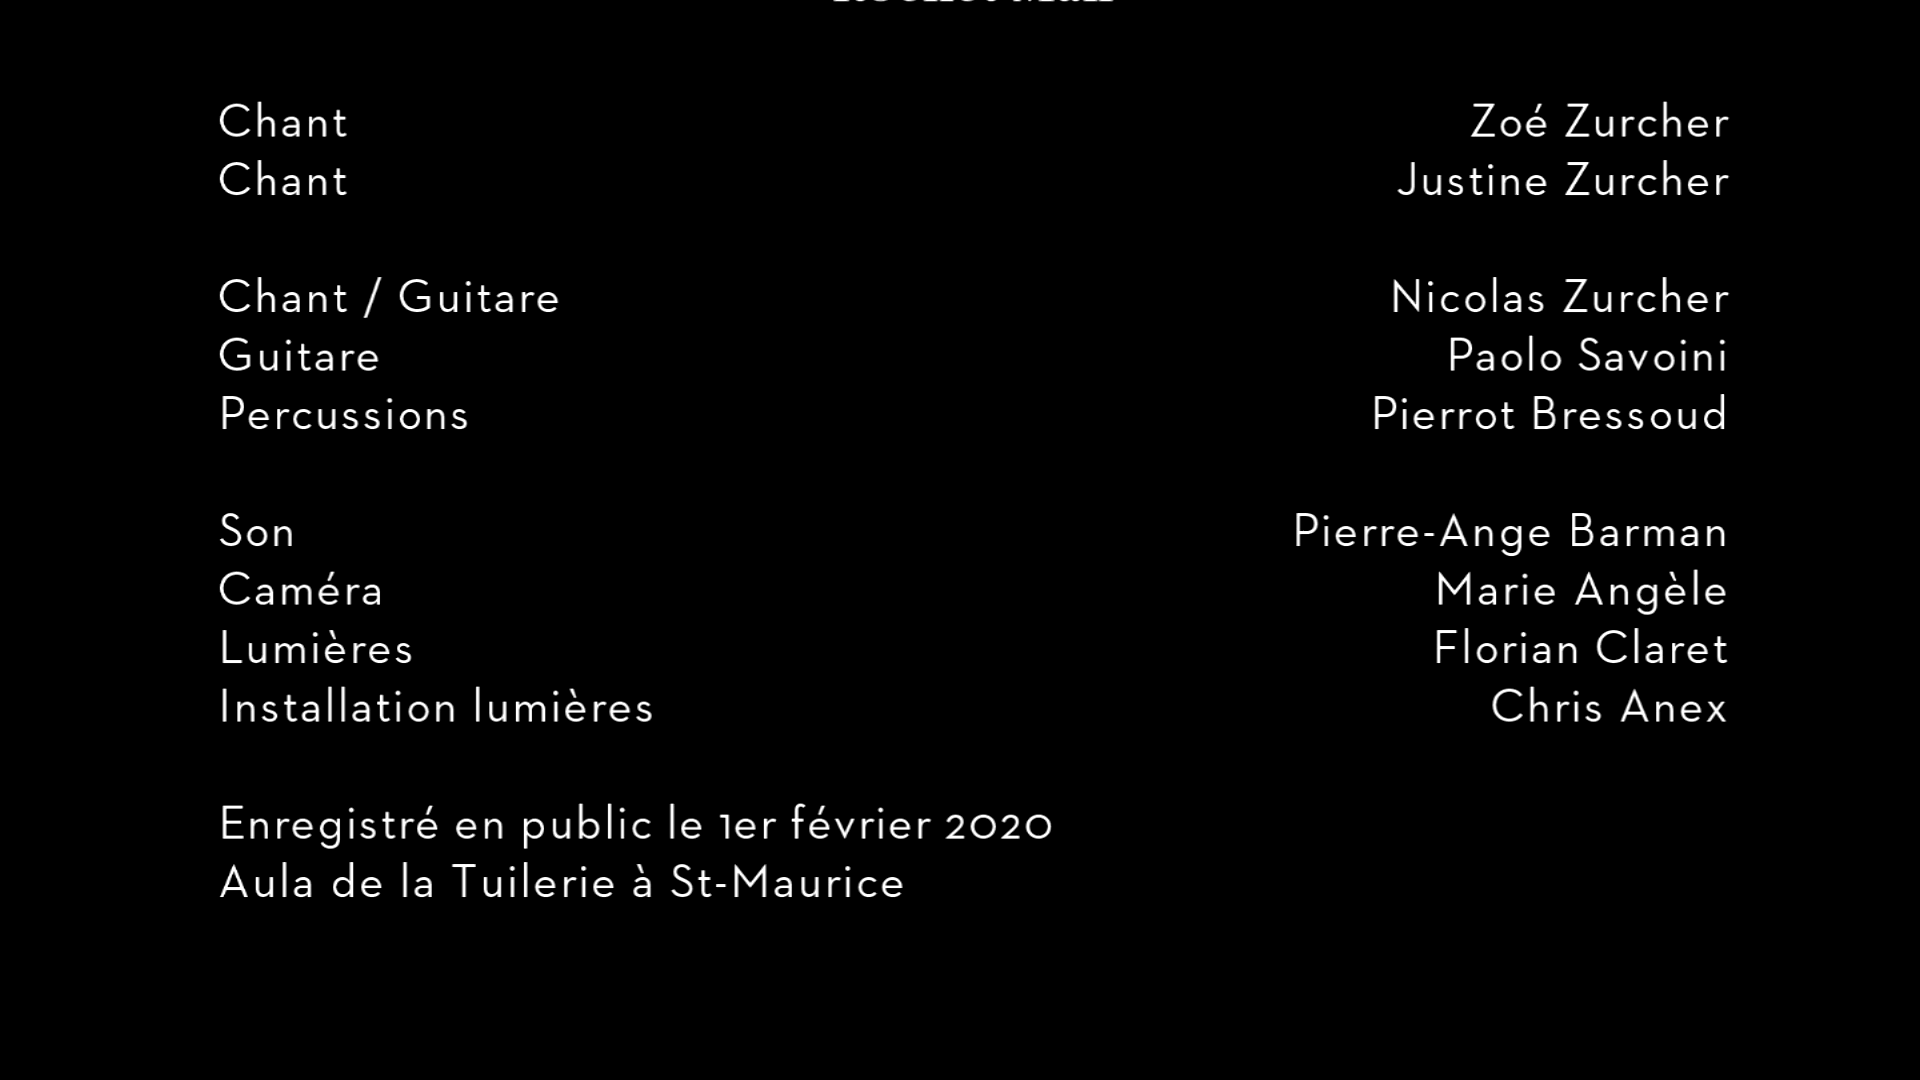 Chant Zoé Zurcher
Chant Justine Zurcher
Chant / Guitare Nicolas Zurcher
Guitare Paolo Savoini
Percussions Pierrot Bressoud
Son Pierre-Ange Barman
Caméra Marie Angèle
Lumières Florian Claret
Installation lumières Chris Anex
Enregistré en public le 1er février 2020
Aula de la Tuilerie à St-Maurice